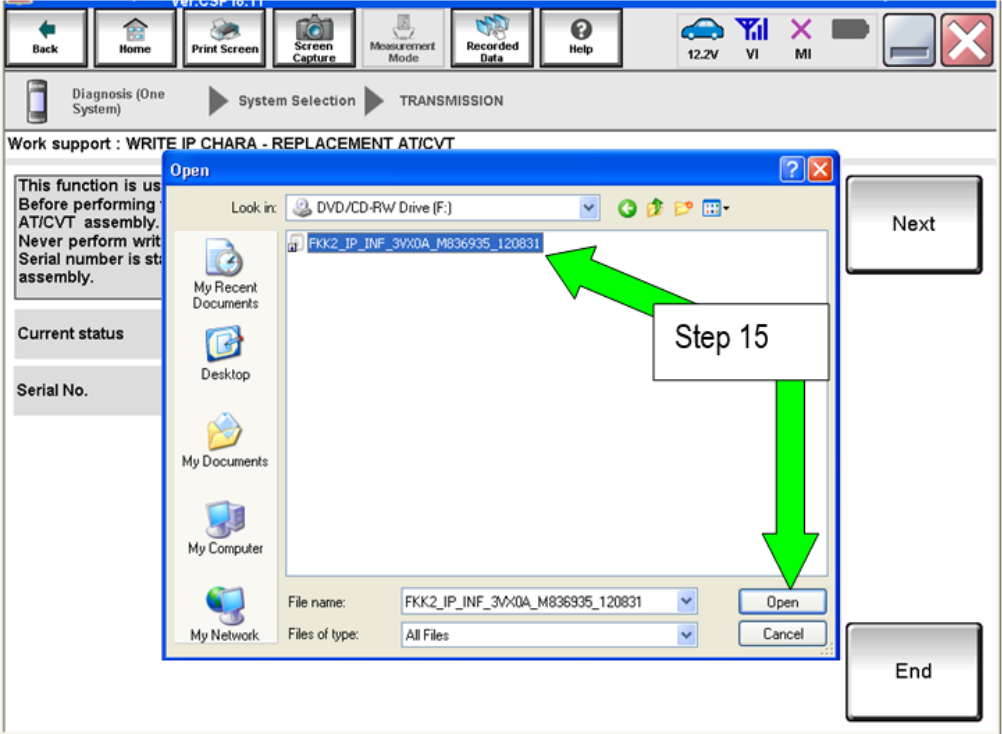 Ver.CSP18.11
Back
Home
Print Screen
Screen
Capture
Measurement
Mode
Recorded
Data
Help
12.2V
VI
MI
Diagnosis (One
System)
System Selection
TRANSMISSION
Work support : WRITE IP CHARA - REPLACEMENT AT/CVT
Open
This function is us
Before performing
AT/CVT assembly.
Never perform writ
Serial number is sta
assembly.
Look in:
DVD/CD-RW Drive (F:)
Next
FKK2_IP_INF_3VX0A_M836935_120831
My Recent
Documents
Step 15
Current status
Desktop
Serial No.
My Documents
My Computer
My Network
File name:
FKK2_IP_INF_3VX0A_M836935_120831
Open
Files of type:
All Files
Cancel
End